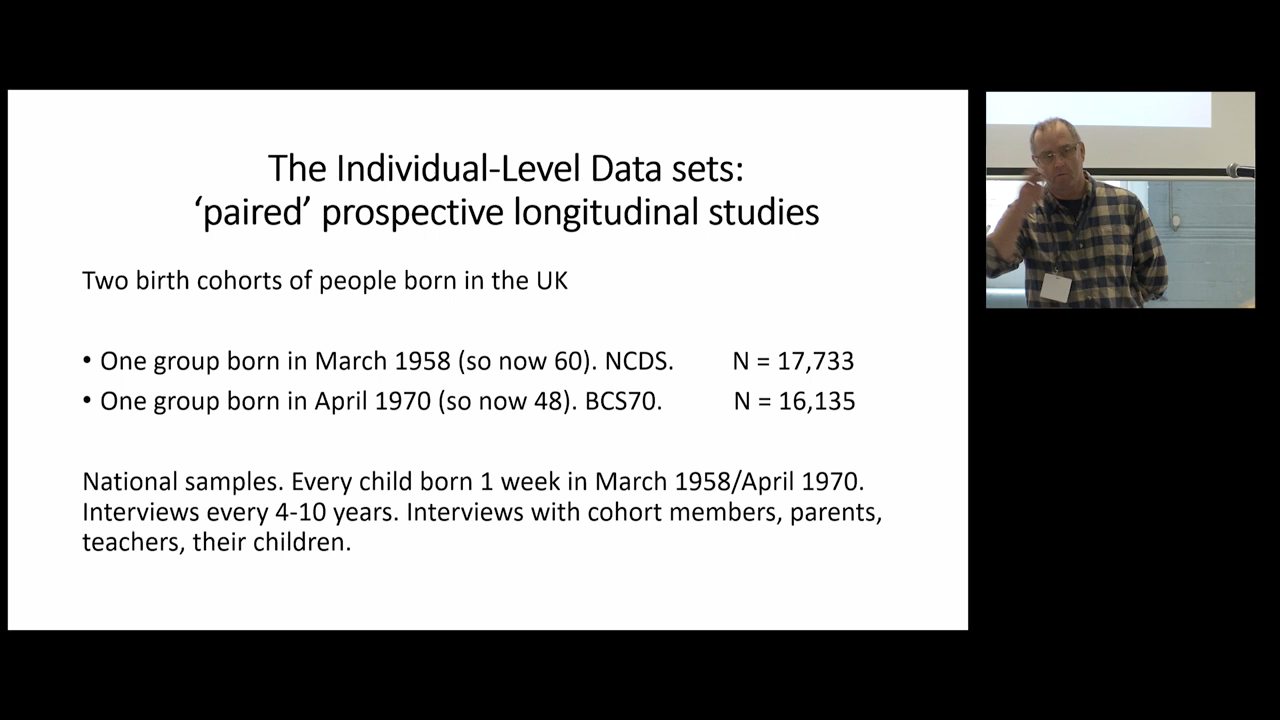 The Individual-Level Data sets:
‘paired’ prospective longitudinal studies
Two birth cohorts of people born in the UK
• One group born in March 1958 (so now 60). NCDS. N = 17,733
• One group born in April 1970 (so now 48). BCS70. N = 16,135
National samples. Every child born 1 week in March 1958/April 1970.
Interviews every 4-10 years. Interviews with cohort members, parents,
teachers, their children.